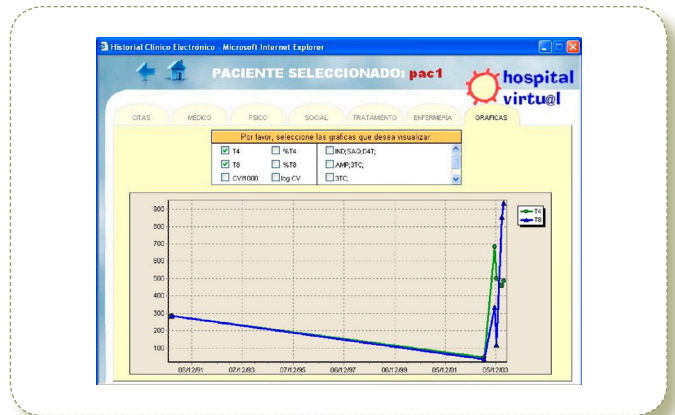 Historial Clínico Electrónico - Microsoft Internet Explorer
PACIENTE SELECCIONADO: pac1
hospital
virtu@l
CITAS MÉDICO PSICO SOCIAL TRATAMIENTO ENFERMERÍA GRAFICAS
Por favor, seleccione las gráficas que desea visualizar.
T4 %T4 IND;SAQ;D4T;
T8 %T8 AMP;3TC;
CV/1000 log CV 3TC;
900
800
700
600
500
400
300
200
100
T4
T8
06/12/91 07/12/93 07/12/95 06/12/97 06/12/99 05/12/01 05/12/03